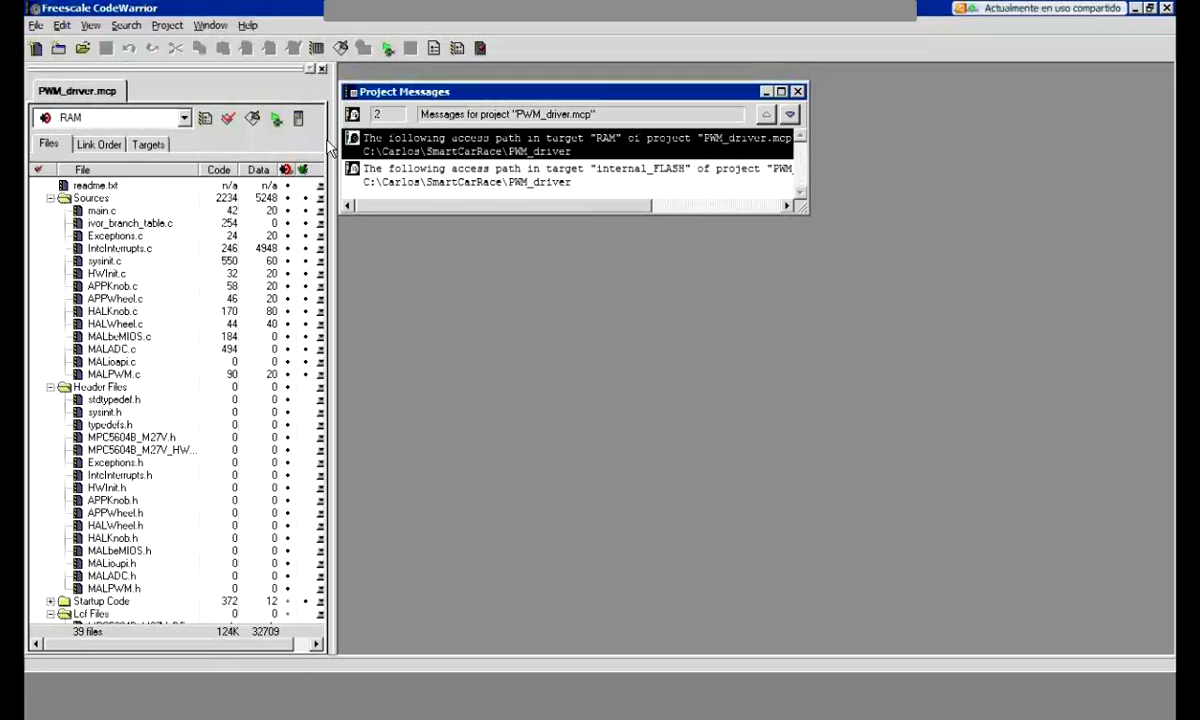 Freescale CodeWarrior
Actualmente en uso compartido
File Edit View Search Project Window Help
PWM_driver.mcp
RAM
Files Link Order Targets
File Code Data
readme.txt n/a n/a
Sources 2234 5248
main.c 42 20
ivor_branch_table.c 254 0
Exceptions.c 24 20
IntcInterrupts.c 246 4948
sysinit.c 550 60
HWInit.c 32 20
APPKnob.c 58 20
APPWheel.c 46 20
HALKnob.c 170 80
HALWheel.c 44 40
MALbeMIOS.c 184 0
MALADC.c 494 0
MALioapi.c 0 0
MALPWM.c 90 20
Header Files 0 0
stdtypedef.h 0 0
sysinit.h 0 0
typedefs.h 0 0
MPC5604B_M27V.h 0 0
MPC5604B_M27V_HW... 0 0
Exceptions.h 0 0
IntcInterrupts.h 0 0
HWInit.h 0 0
APPKnob.h 0 0
APPWheel.h 0 0
HALWheel.h 0 0
HALKnob.h 0 0
MALbeMIOS.h 0 0
MALioapi.h 0 0
MALADC.h 0 0
MALPWM.h 0 0
Startup Code 372 12
Lcf Files 0 0
39 files 124K 32709
Project Messages
2 Messages for project "PWM_driver.mcp"
The following access path in target "RAM" of project "PWM_driver.mcp
C:\Carlos\SmartCarRace\PWM_driver
The following access path in target "internal_FLASH" of project "PWM_
C:\Carlos\SmartCarRace\PWM_driver